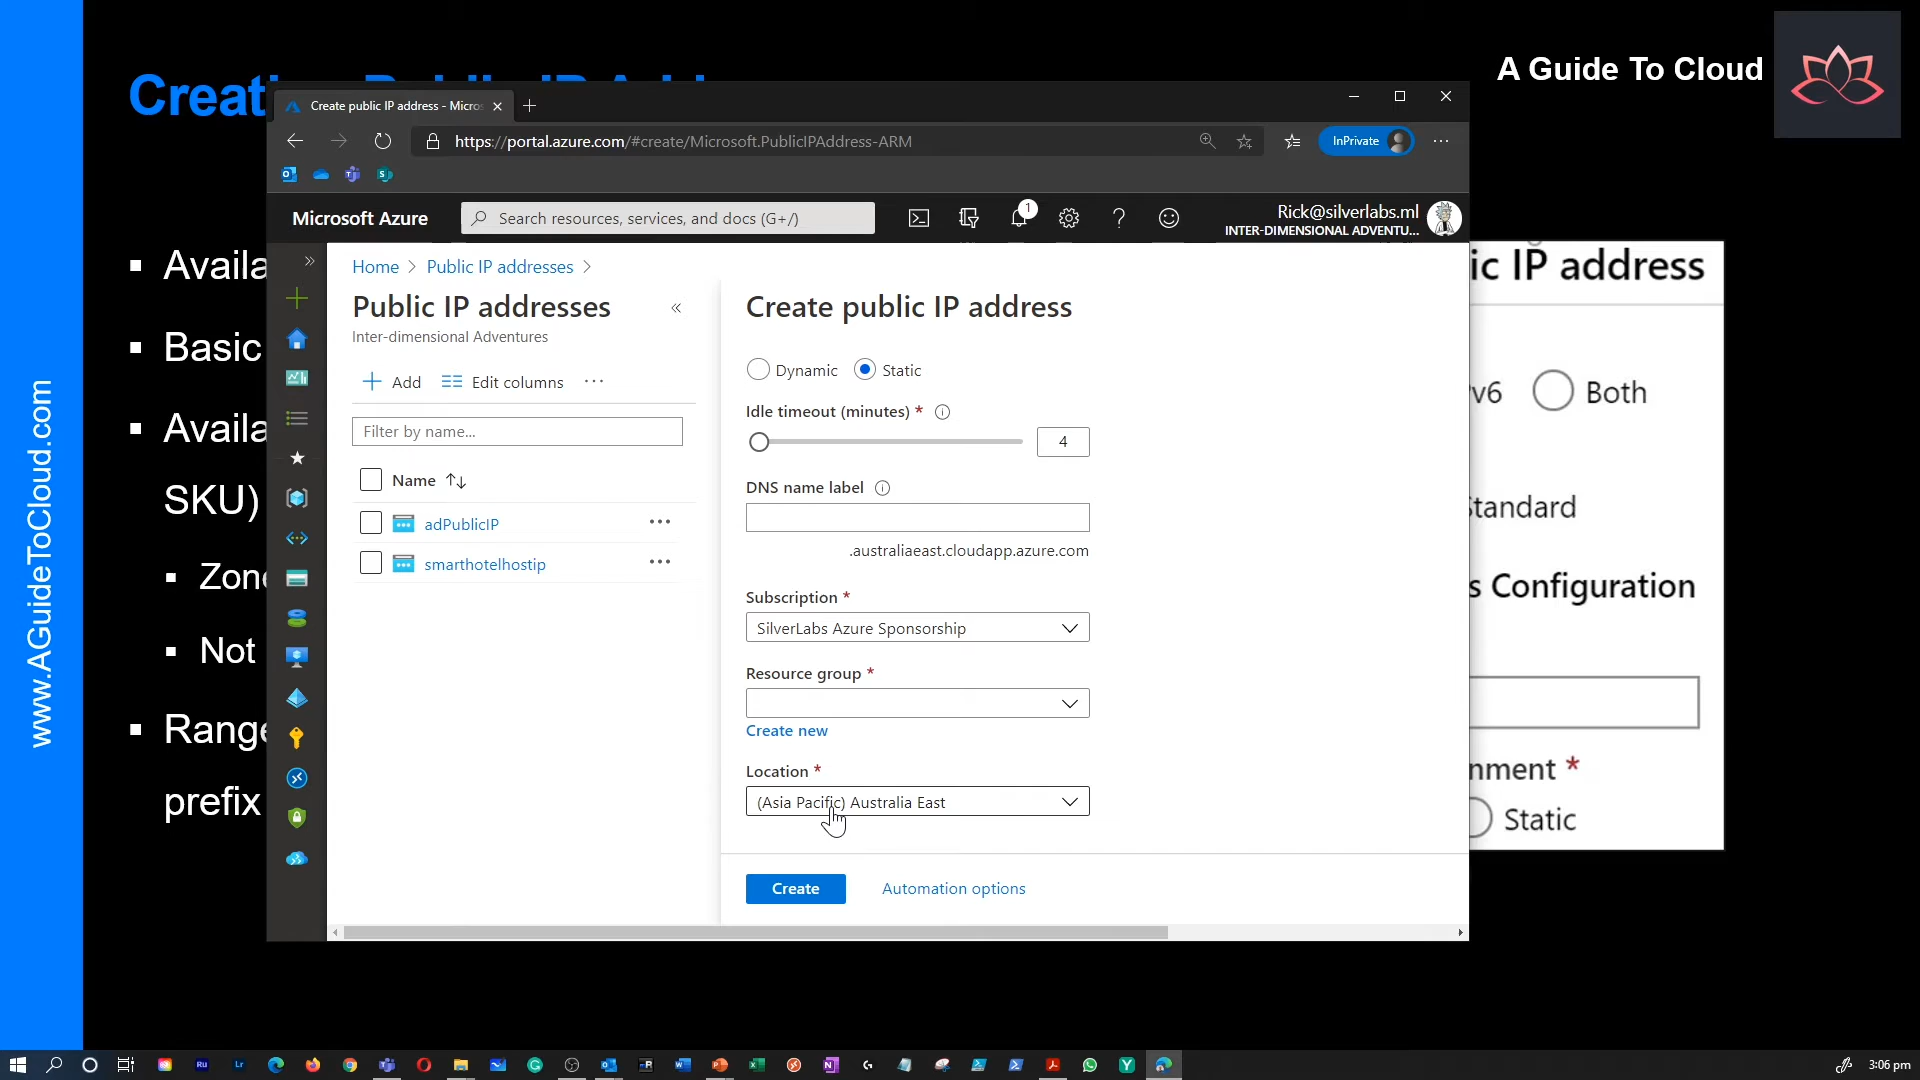 A Guide To Cloud
Creati
Create public IP address - Micros
https://portal.azure.com/#create/Microsoft.PublicIPAddress-ARM
InPrivate
Microsoft Azure
Search resources, services, and docs (G+/)
1
Rick@silverlabs.ml
INTER-DIMENSIONAL ADVENTU...
Home
Public IP addresses
Public IP addresses
Inter-dimensional Adventures
Add
Edit columns
Filter by name...
Name
adPublicIP
smarthotelhostip
Create public IP address
Dynamic
Static
Idle timeout (minutes) *
4
DNS name label
.australiaeast.cloudapp.azure.com
Subscription *
SilverLabs Azure Sponsorship
Resource group *
Create new
Location *
(Asia Pacific) Australia East
Create
Automation options
Availa
Basic
Availa
SKU)
Zone
Not
Range
prefix
ic IP address
v6
Both
Standard
s Configuration
nment *
Static
www.AGuideToCloud.com
3:06 pm